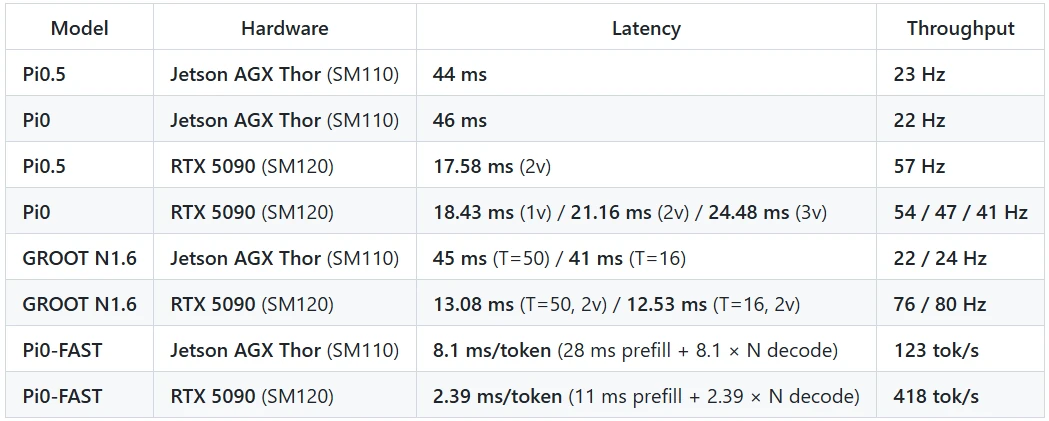 Model Hardware Latency Throughput
Pi0.5 Jetson AGX Thor (SM110) 44 ms 23 Hz
Pi0 Jetson AGX Thor (SM110) 46 ms 22 Hz
Pi0.5 RTX 5090 (SM120) 17.58 ms (2v) 57 Hz
Pi0 RTX 5090 (SM120) 18.43 ms (1v) / 21.16 ms (2v) / 24.48 ms (3v) 54 / 47 / 41 Hz
GROOT N1.6 Jetson AGX Thor (SM110) 45 ms (T=50) / 41 ms (T=16) 22 / 24 Hz
GROOT N1.6 RTX 5090 (SM120) 13.08 ms (T=50, 2v) / 12.53 ms (T=16, 2v) 76 / 80 Hz
Pi0-FAST Jetson AGX Thor (SM110) 8.1 ms/token (28 ms prefill + 8.1 × N decode) 123 tok/s
Pi0-FAST RTX 5090 (SM120) 2.39 ms/token (11 ms prefill + 2.39 × N decode) 418 tok/s